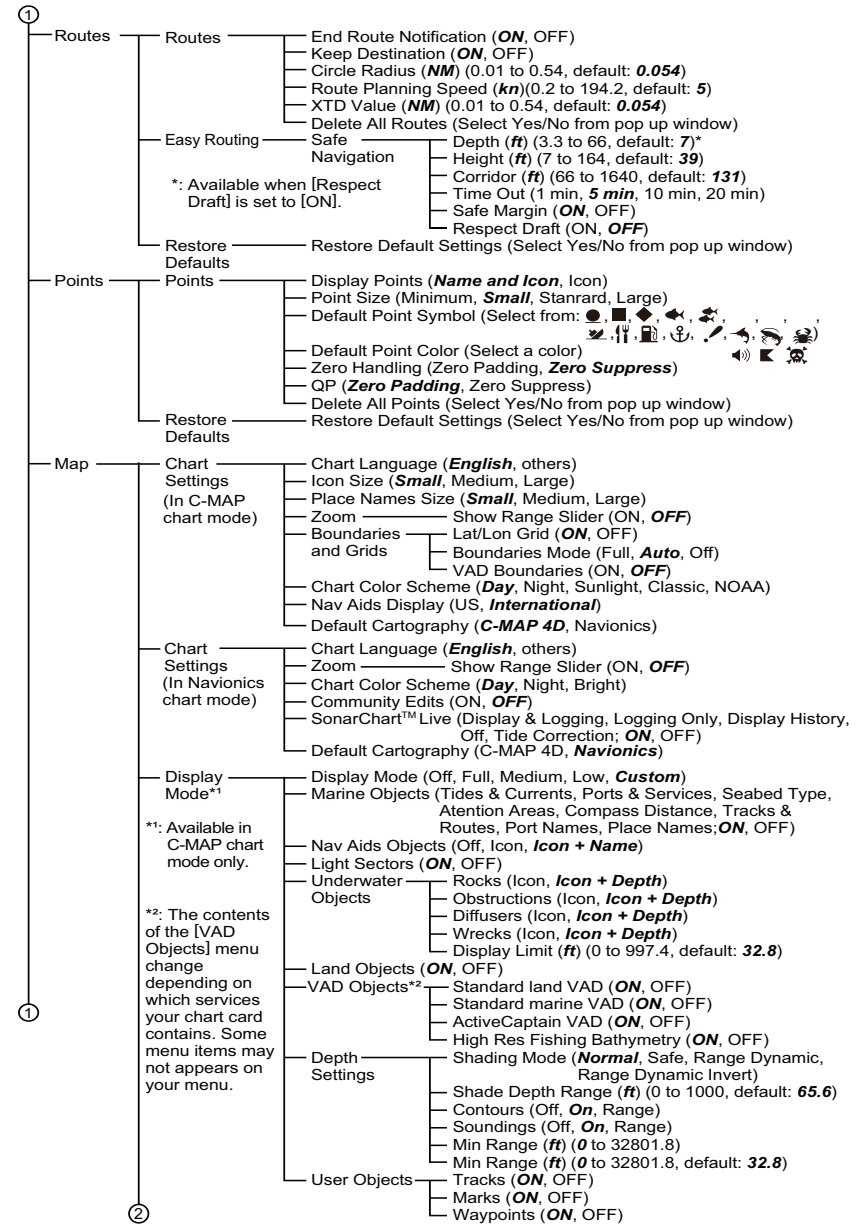 ①
Routes Routes End Route Notification (ON, OFF)
Keep Destination (ON, OFF)
Circle Radius (NM) (0.01 to 0.54, default: 0.054)
Route Planning Speed (kn)(0.2 to 194.2, default: 5)
XTD Value (NM) (0.01 to 0.54, default: 0.054)
Delete All Routes (Select Yes/No from pop up window)
Easy Routing Safe Navigation Depth (ft) (3.3 to 66, default: 7)*
Height (ft) (7 to 164, default: 39)
Corridor (ft) (66 to 1640, default: 131)
Time Out (1 min, 5 min, 10 min, 20 min)
Safe Margin (ON, OFF)
Respect Draft (ON, OFF)
*: Available when [Respect
Draft] is set to [ON].
Restore Defaults Restore Default Settings (Select Yes/No from pop up window)
Points Points Display Points (Name and Icon, Icon)
Point Size (Minimum, Small, Stanrard, Large)
Default Point Symbol (Select from: , , , , , , , ,
, , , , , , , )
Default Point Color (Select a color)
Zero Handling (Zero Padding, Zero Suppress)
QP (Zero Padding, Zero Suppress)
Delete All Points (Select Yes/No from pop up window)
Restore Defaults Restore Default Settings (Select Yes/No from pop up window)
Map Chart Settings (In C-MAP chart mode) Chart Language (English, others)
Icon Size (Small, Medium, Large)
Place Names Size (Small, Medium, Large)
Zoom Show Range Slider (ON, OFF)
Boundaries and Grids Lat/Lon Grid (ON, OFF)
Boundaries Mode (Full, Auto, Off)
VAD Boundaries (ON, OFF)
Chart Color Scheme (Day, Night, Sunlight, Classic, NOAA)
Nav Aids Display (US, International)
Default Cartography (C-MAP 4D, Navionics)
Chart Settings (In Navionics chart mode) Chart Language (English, others)
Zoom Show Range Slider (ON, OFF)
Chart Color Scheme (Day, Night, Bright)
Community Edits (ON, OFF)
SonarChart™ Live (Display & Logging, Logging Only, Display History,
Off, Tide Correction; ON, OFF)
Default Cartography (C-MAP 4D, Navionics)
Display Mode*¹ Display Mode (Off, Full, Medium, Low, Custom)
Marine Objects (Tides & Currents, Ports & Services, Seabed Type,
Atention Areas, Compass Distance, Tracks &
Routes, Port Names, Place Names;ON, OFF)
*¹: Available in
C-MAP chart
mode only.
Nav Aids Objects (Off, Icon, Icon + Name)
Light Sectors (ON, OFF)
Underwater Objects Rocks (Icon, Icon + Depth)
Obstructions (Icon, Icon + Depth)
Diffusers (Icon, Icon + Depth)
Wrecks (Icon, Icon + Depth)
Display Limit (ft) (0 to 997.4, default: 32.8)
*²: The contents
of the [VAD
Objects] menu
change
depending on
which services
your chart card
contains. Some
menu items may
not appears on
your menu.
Land Objects (ON, OFF)
VAD Objects*² Standard land VAD (ON, OFF)
Standard marine VAD (ON, OFF)
ActiveCaptain VAD (ON, OFF)
High Res Fishing Bathymetry (ON, OFF)
①
Depth Settings Shading Mode (Normal, Safe, Range Dynamic,
Range Dynamic Invert)
Shade Depth Range (ft) (0 to 1000, default: 65.6)
Contours (Off, On, Range)
Soundings (Off, On, Range)
Min Range (ft) (0 to 32801.8)
Min Range (ft) (0 to 32801.8, default: 32.8)
User Objects Tracks (ON, OFF)
Marks (ON, OFF)
Waypoints (ON, OFF)
②